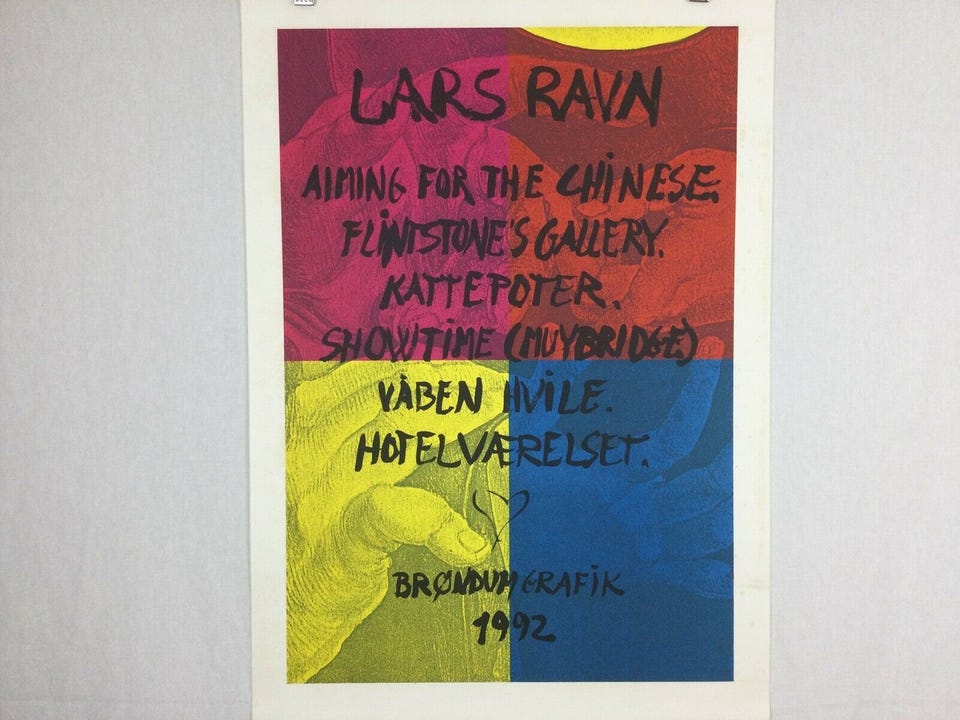 LARS RAVN
AIMING FOR THE CHINESE.
FLINTSTONE'S GALLERY.
KATTEPOTER.
SHOWTIME (MUYBRIDGE)
VÅBEN HVILE.
HOTELVÆRELSET.
BRØNDUM GRAFIK
1992